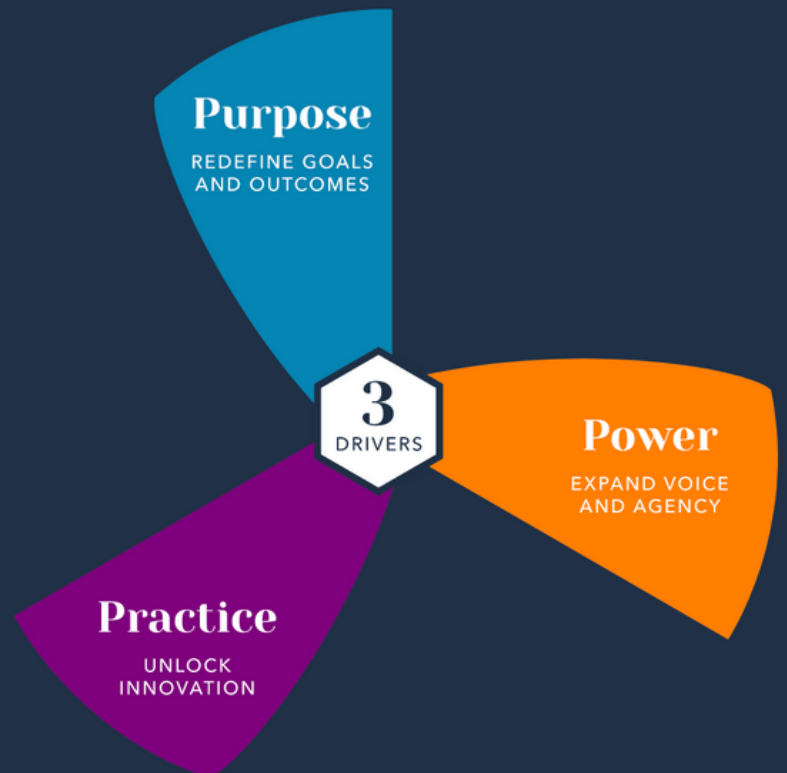 Purpose
REDEFINE GOALS
AND OUTCOMES
3
DRIVERS
Power
EXPAND VOICE
AND AGENCY
Practice
UNLOCK
INNOVATION